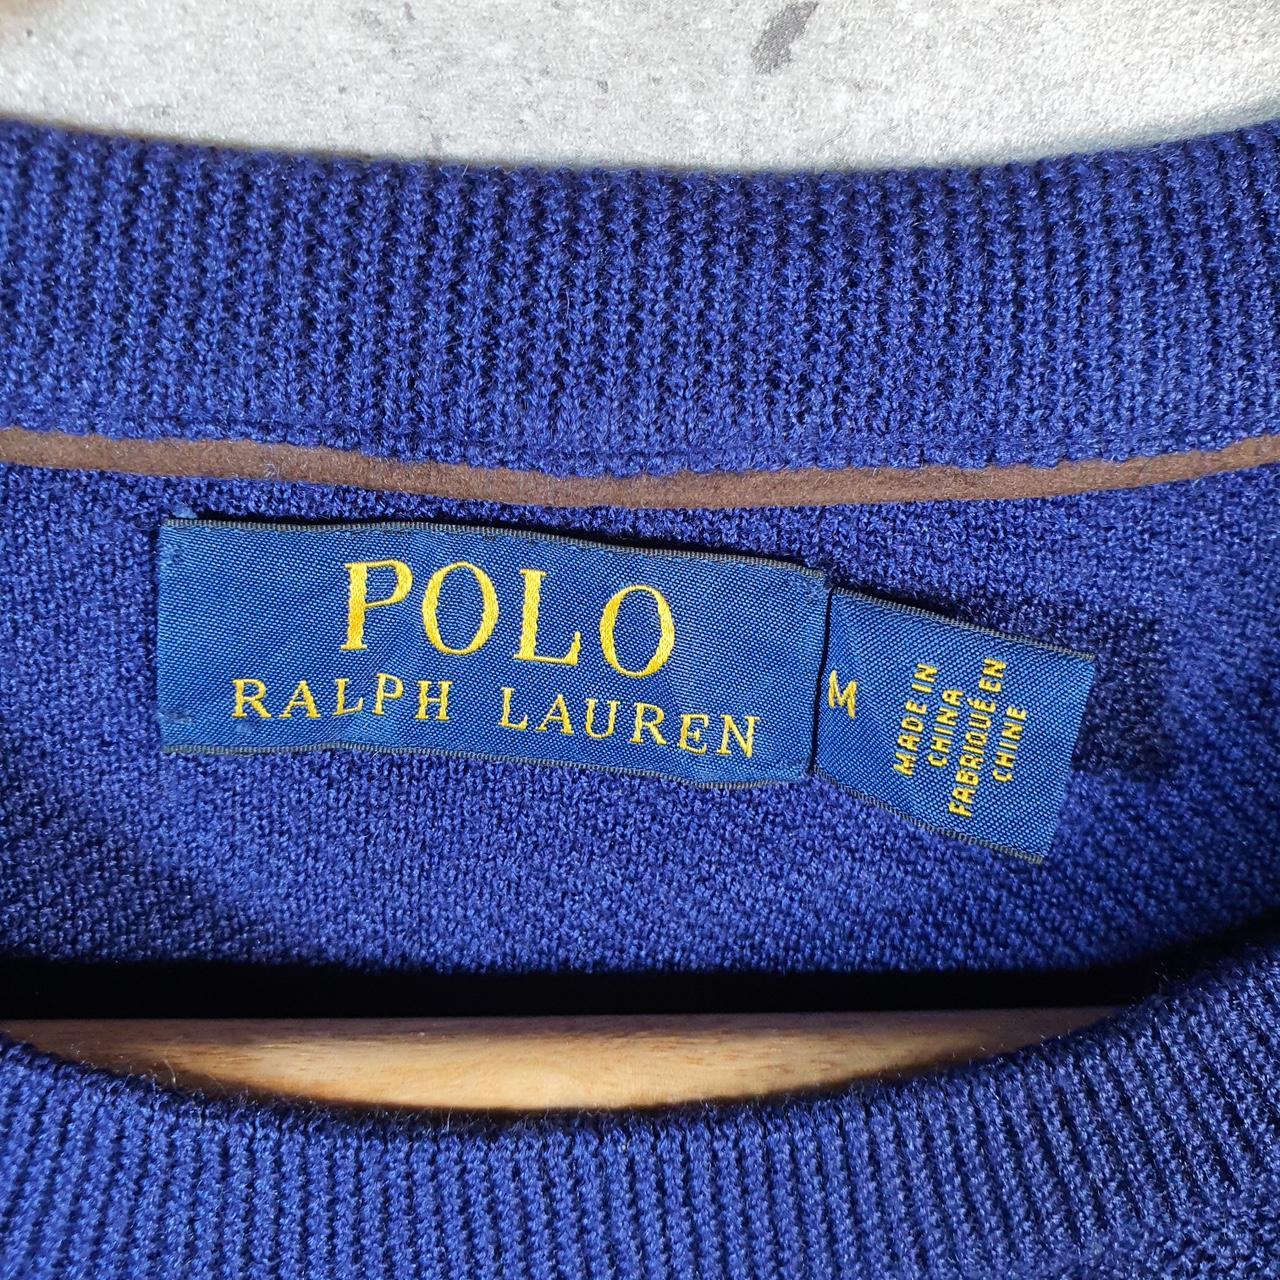 POLO
RALPH LAUREN
M
MADE IN
CHINA
FABRIQUÉ EN
CHINE